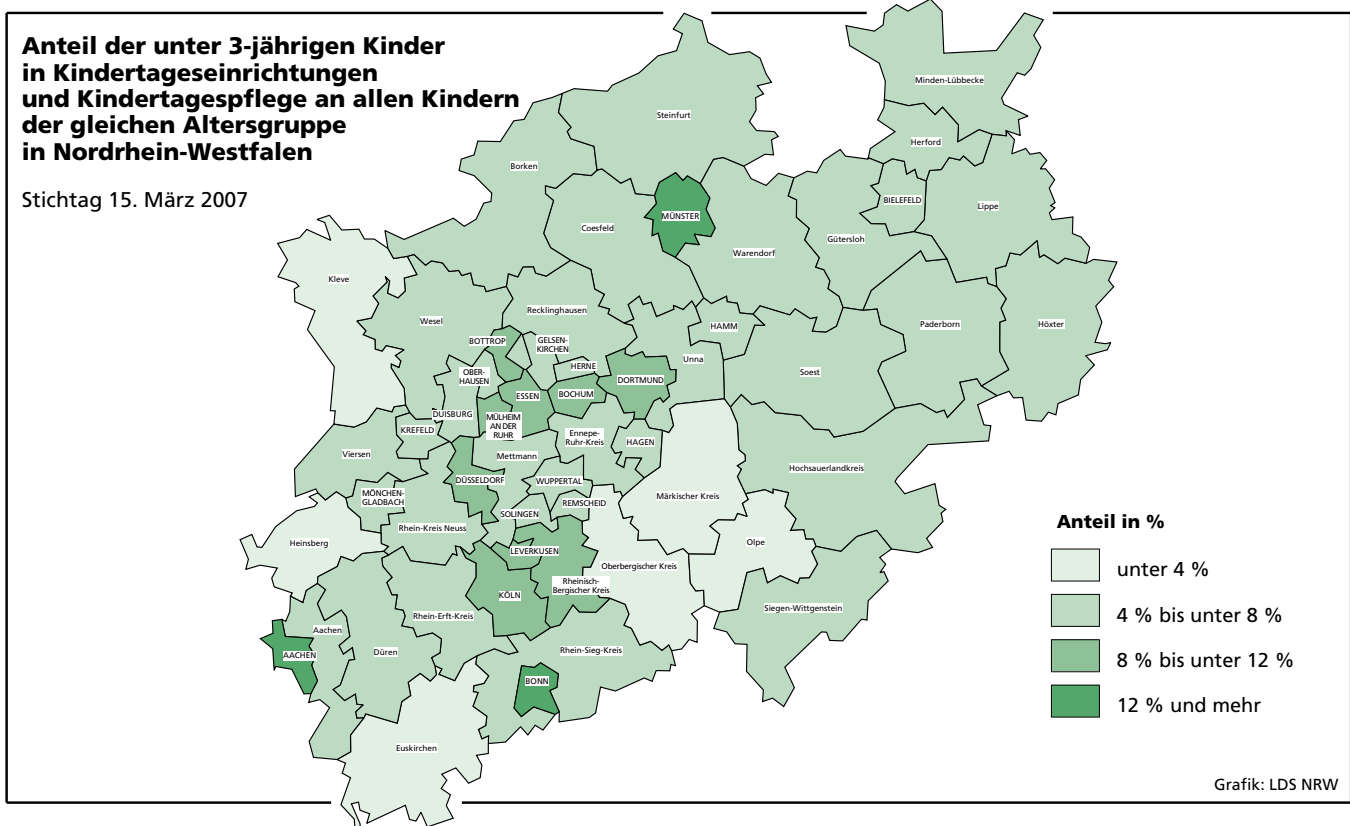 Anteil der unter 3-jährigen Kinder
in Kindertageseinrichtungen
und Kindertagespflege an allen Kindern
der gleichen Altersgruppe
in Nordrhein-Westfalen
Stichtag 15. März 2007
Minden-Lübbecke
Steinfurt
Herford
Borken
BIELEFELD
Lippe
MÜNSTER
Coesfeld
Gütersloh
Warendorf
Kleve
Recklinghausen
Wesel
HAMM
Paderborn
Höxter
BOTTROP
GELSEN-
KIRCHEN
Unna
HERNE
Soest
OBER-
HAUSEN
DORTMUND
ESSEN
BOCHUM
DUISBURG
MÜLHEIM
AN DER
RUHR
KREFELD
Ennepe-
Ruhr-Kreis
HAGEN
Viersen
Mettmann
Hochsauerlandkreis
DÜSSELDORF
WUPPERTAL
MÖNCHEN-
GLADBACH
Märkischer Kreis
REMSCHEID
SOLINGEN
Rhein-Kreis Neuss
Heinsberg
Olpe
LEVERKUSEN
Oberbergischer Kreis
Rheinisch-
Bergischer Kreis
KÖLN
Siegen-Wittgenstein
Rhein-Erft-Kreis
Aachen
Düren
Rhein-Sieg-Kreis
AACHEN
BONN
Euskirchen
Anteil in %
unter 4 %
4 % bis unter 8 %
8 % bis unter 12 %
12 % und mehr
Grafik: LDS NRW